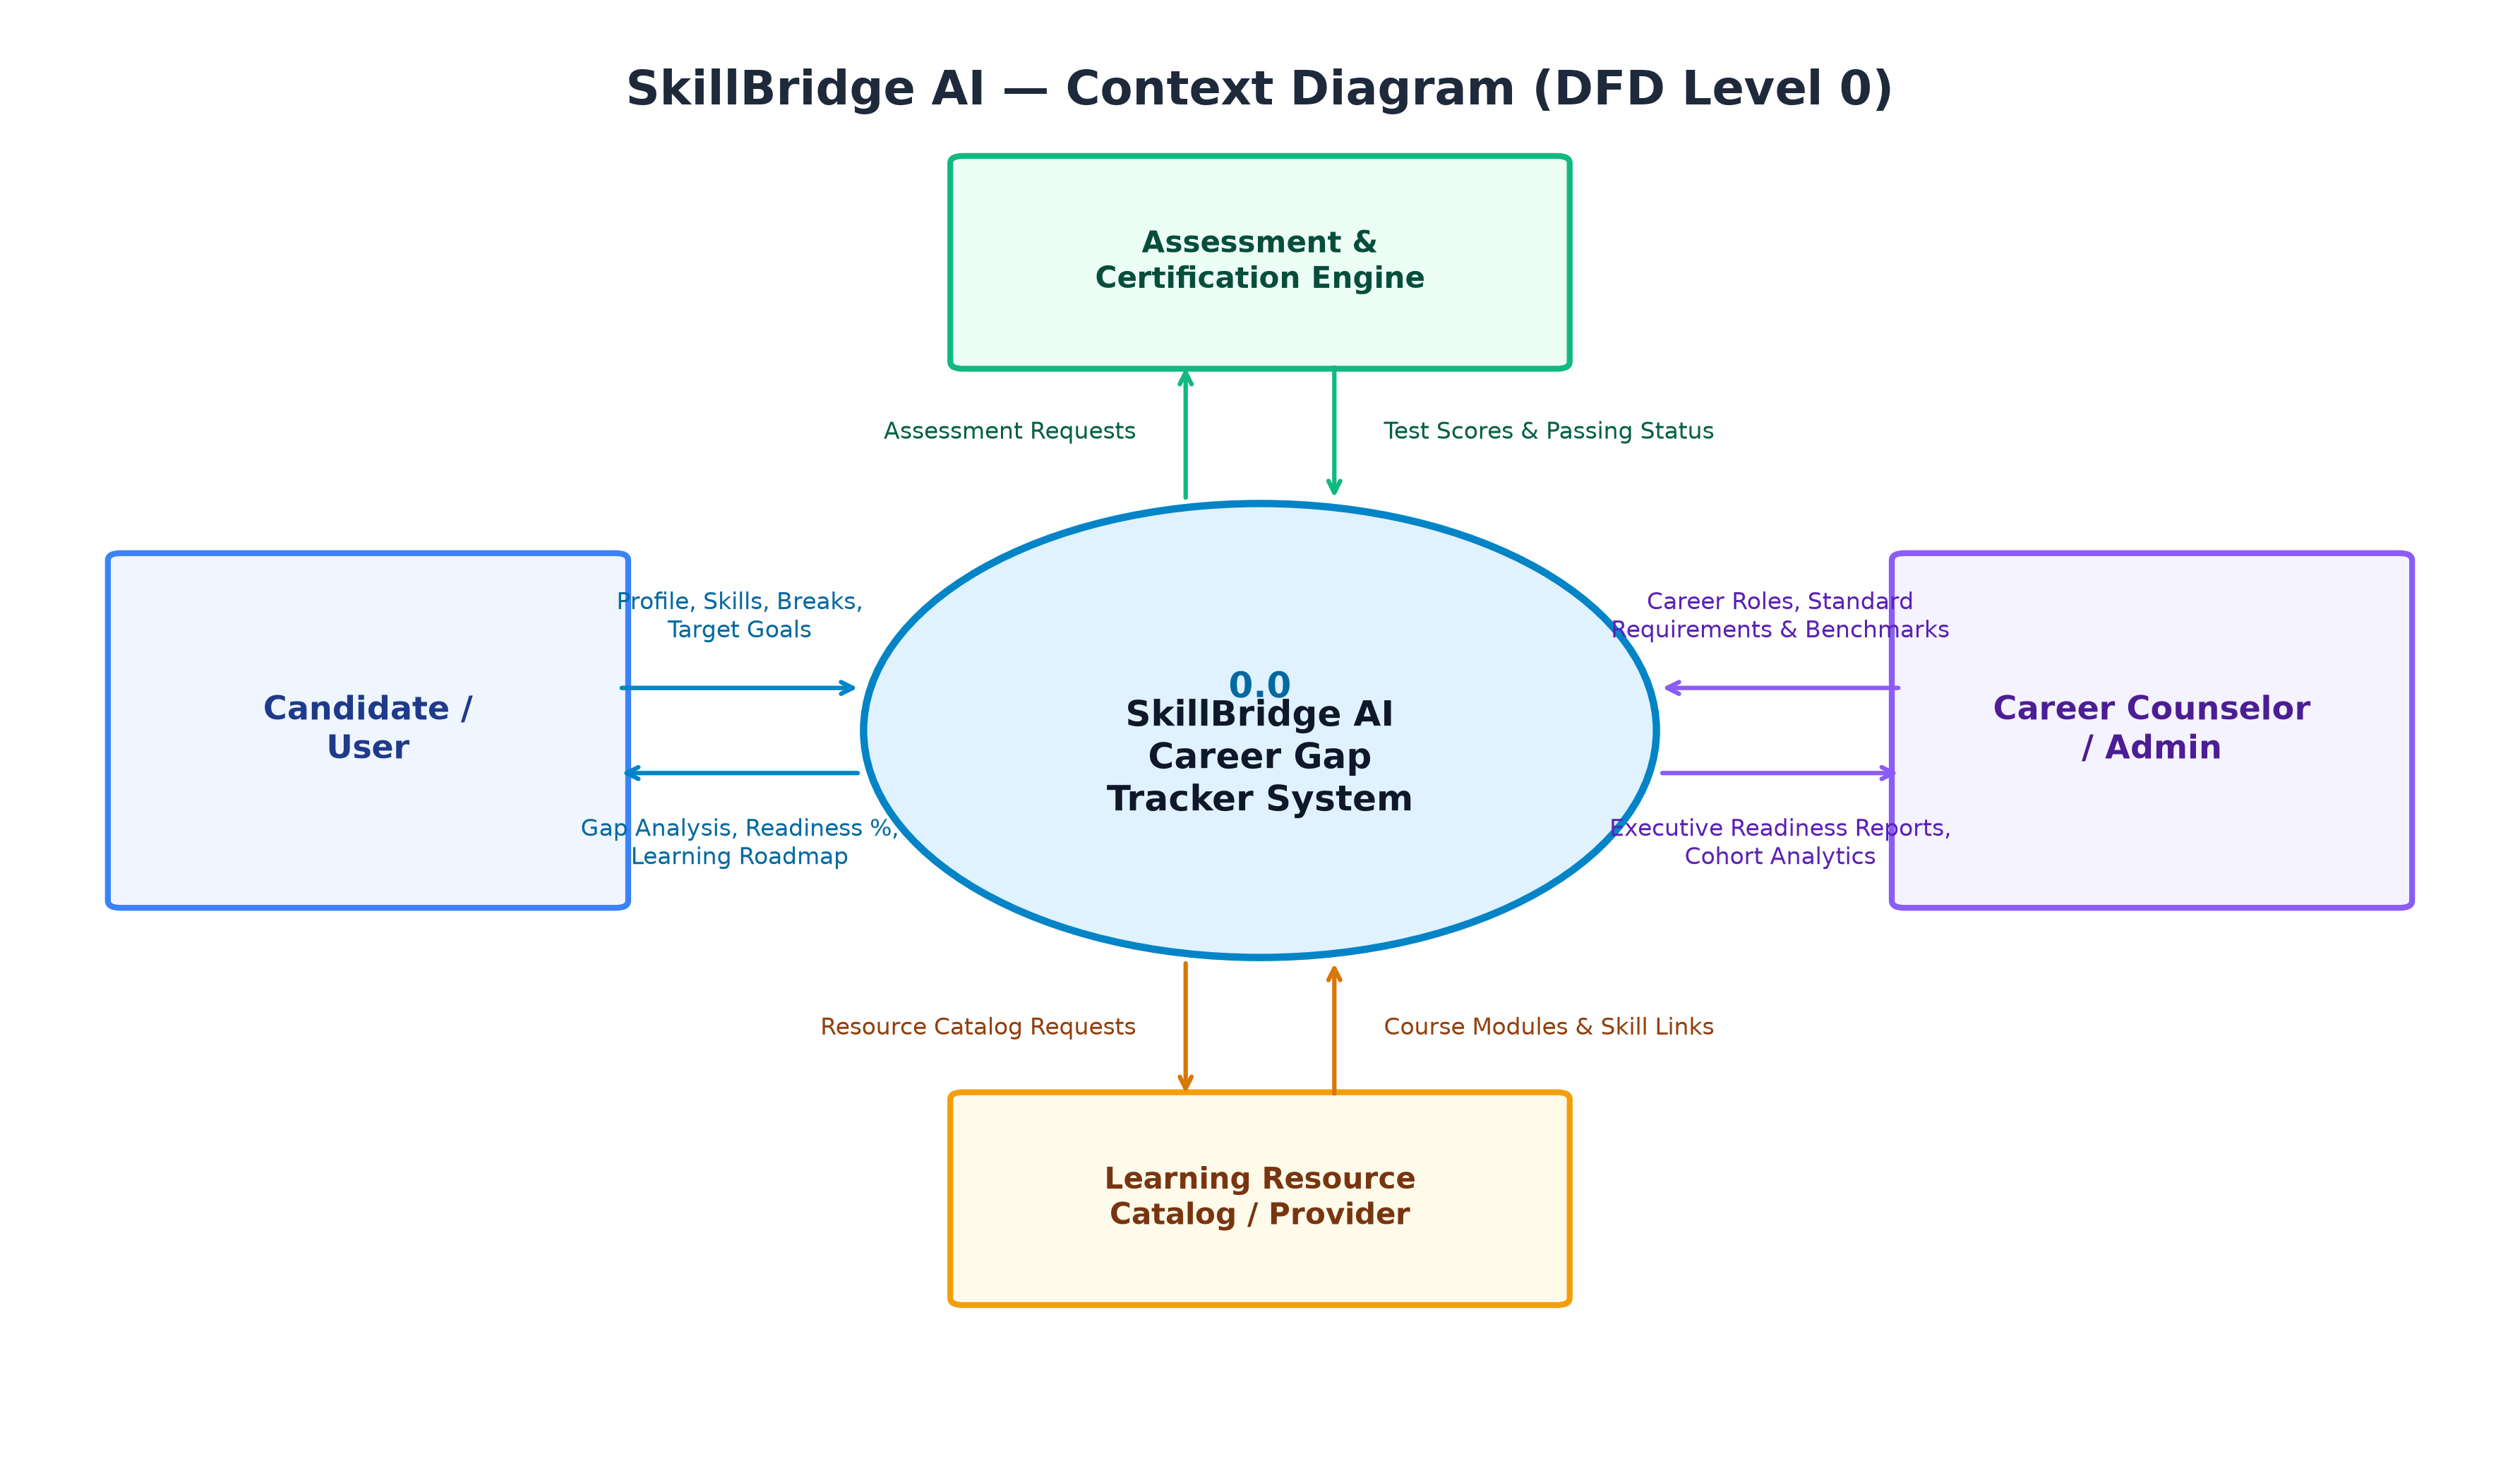 SkillBridge AI — Context Diagram (DFD Level 0)
Assessment &
Certification Engine
Assessment Requests
Test Scores & Passing Status
Profile, Skills, Breaks,
Target Goals
Career Roles, Standard
Requirements & Benchmarks
Candidate /
User
0.0
SkillBridge AI
Career Gap
Tracker System
Career Counselor
/ Admin
Gap Analysis, Readiness %,
Learning Roadmap
Executive Readiness Reports,
Cohort Analytics
Resource Catalog Requests
Course Modules & Skill Links
Learning Resource
Catalog / Provider